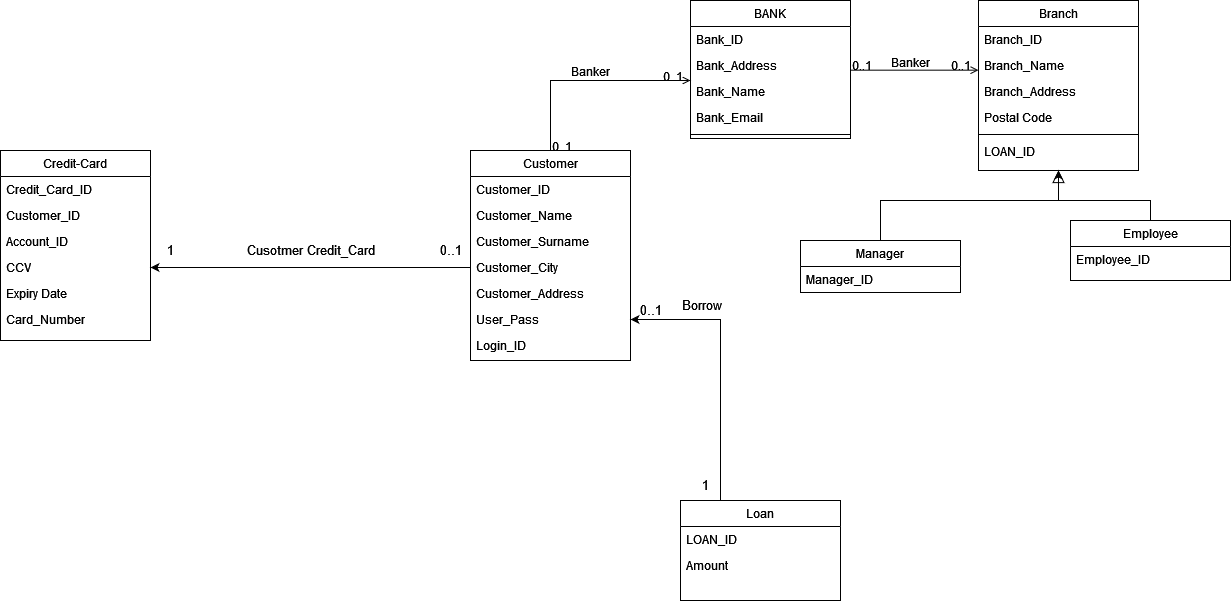 BANK
Bank_ID
Bank_Address
Bank_Name
Bank_Email
Branch
Branch_ID
Branch_Name
Branch_Address
Postal Code
LOAN_ID
Banker
0..1
0..1
0..1
Banker
0..1
Credit-Card
Credit_Card_ID
Customer_ID
Account_ID
CCV
Expiry Date
Card_Number
1
Cusotmer Credit_Card
0..1
Customer
Customer_ID
Customer_Name
Customer_Surname
Customer_City
Customer_Address
User_Pass
Login_ID
Manager
Manager_ID
Employee
Employee_ID
0..1
Borrow
1
Loan
LOAN_ID
Amount